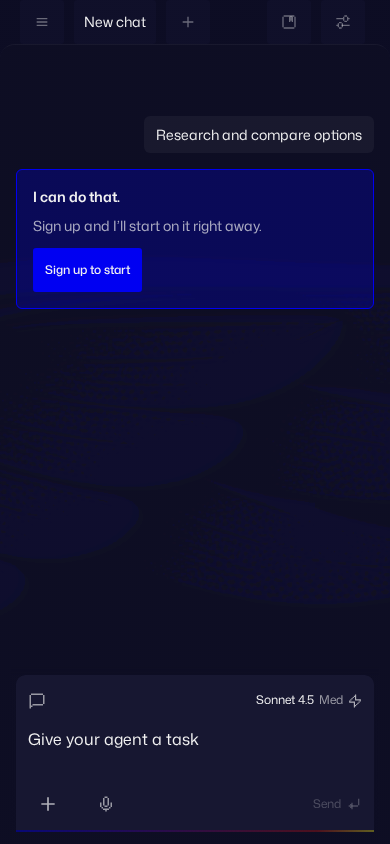 New chat
Research and compare options
I can do that.
Sign up and I'll start on it right away.
Sign up to start
Sonnet 4.5 Med
Give your agent a task
Send